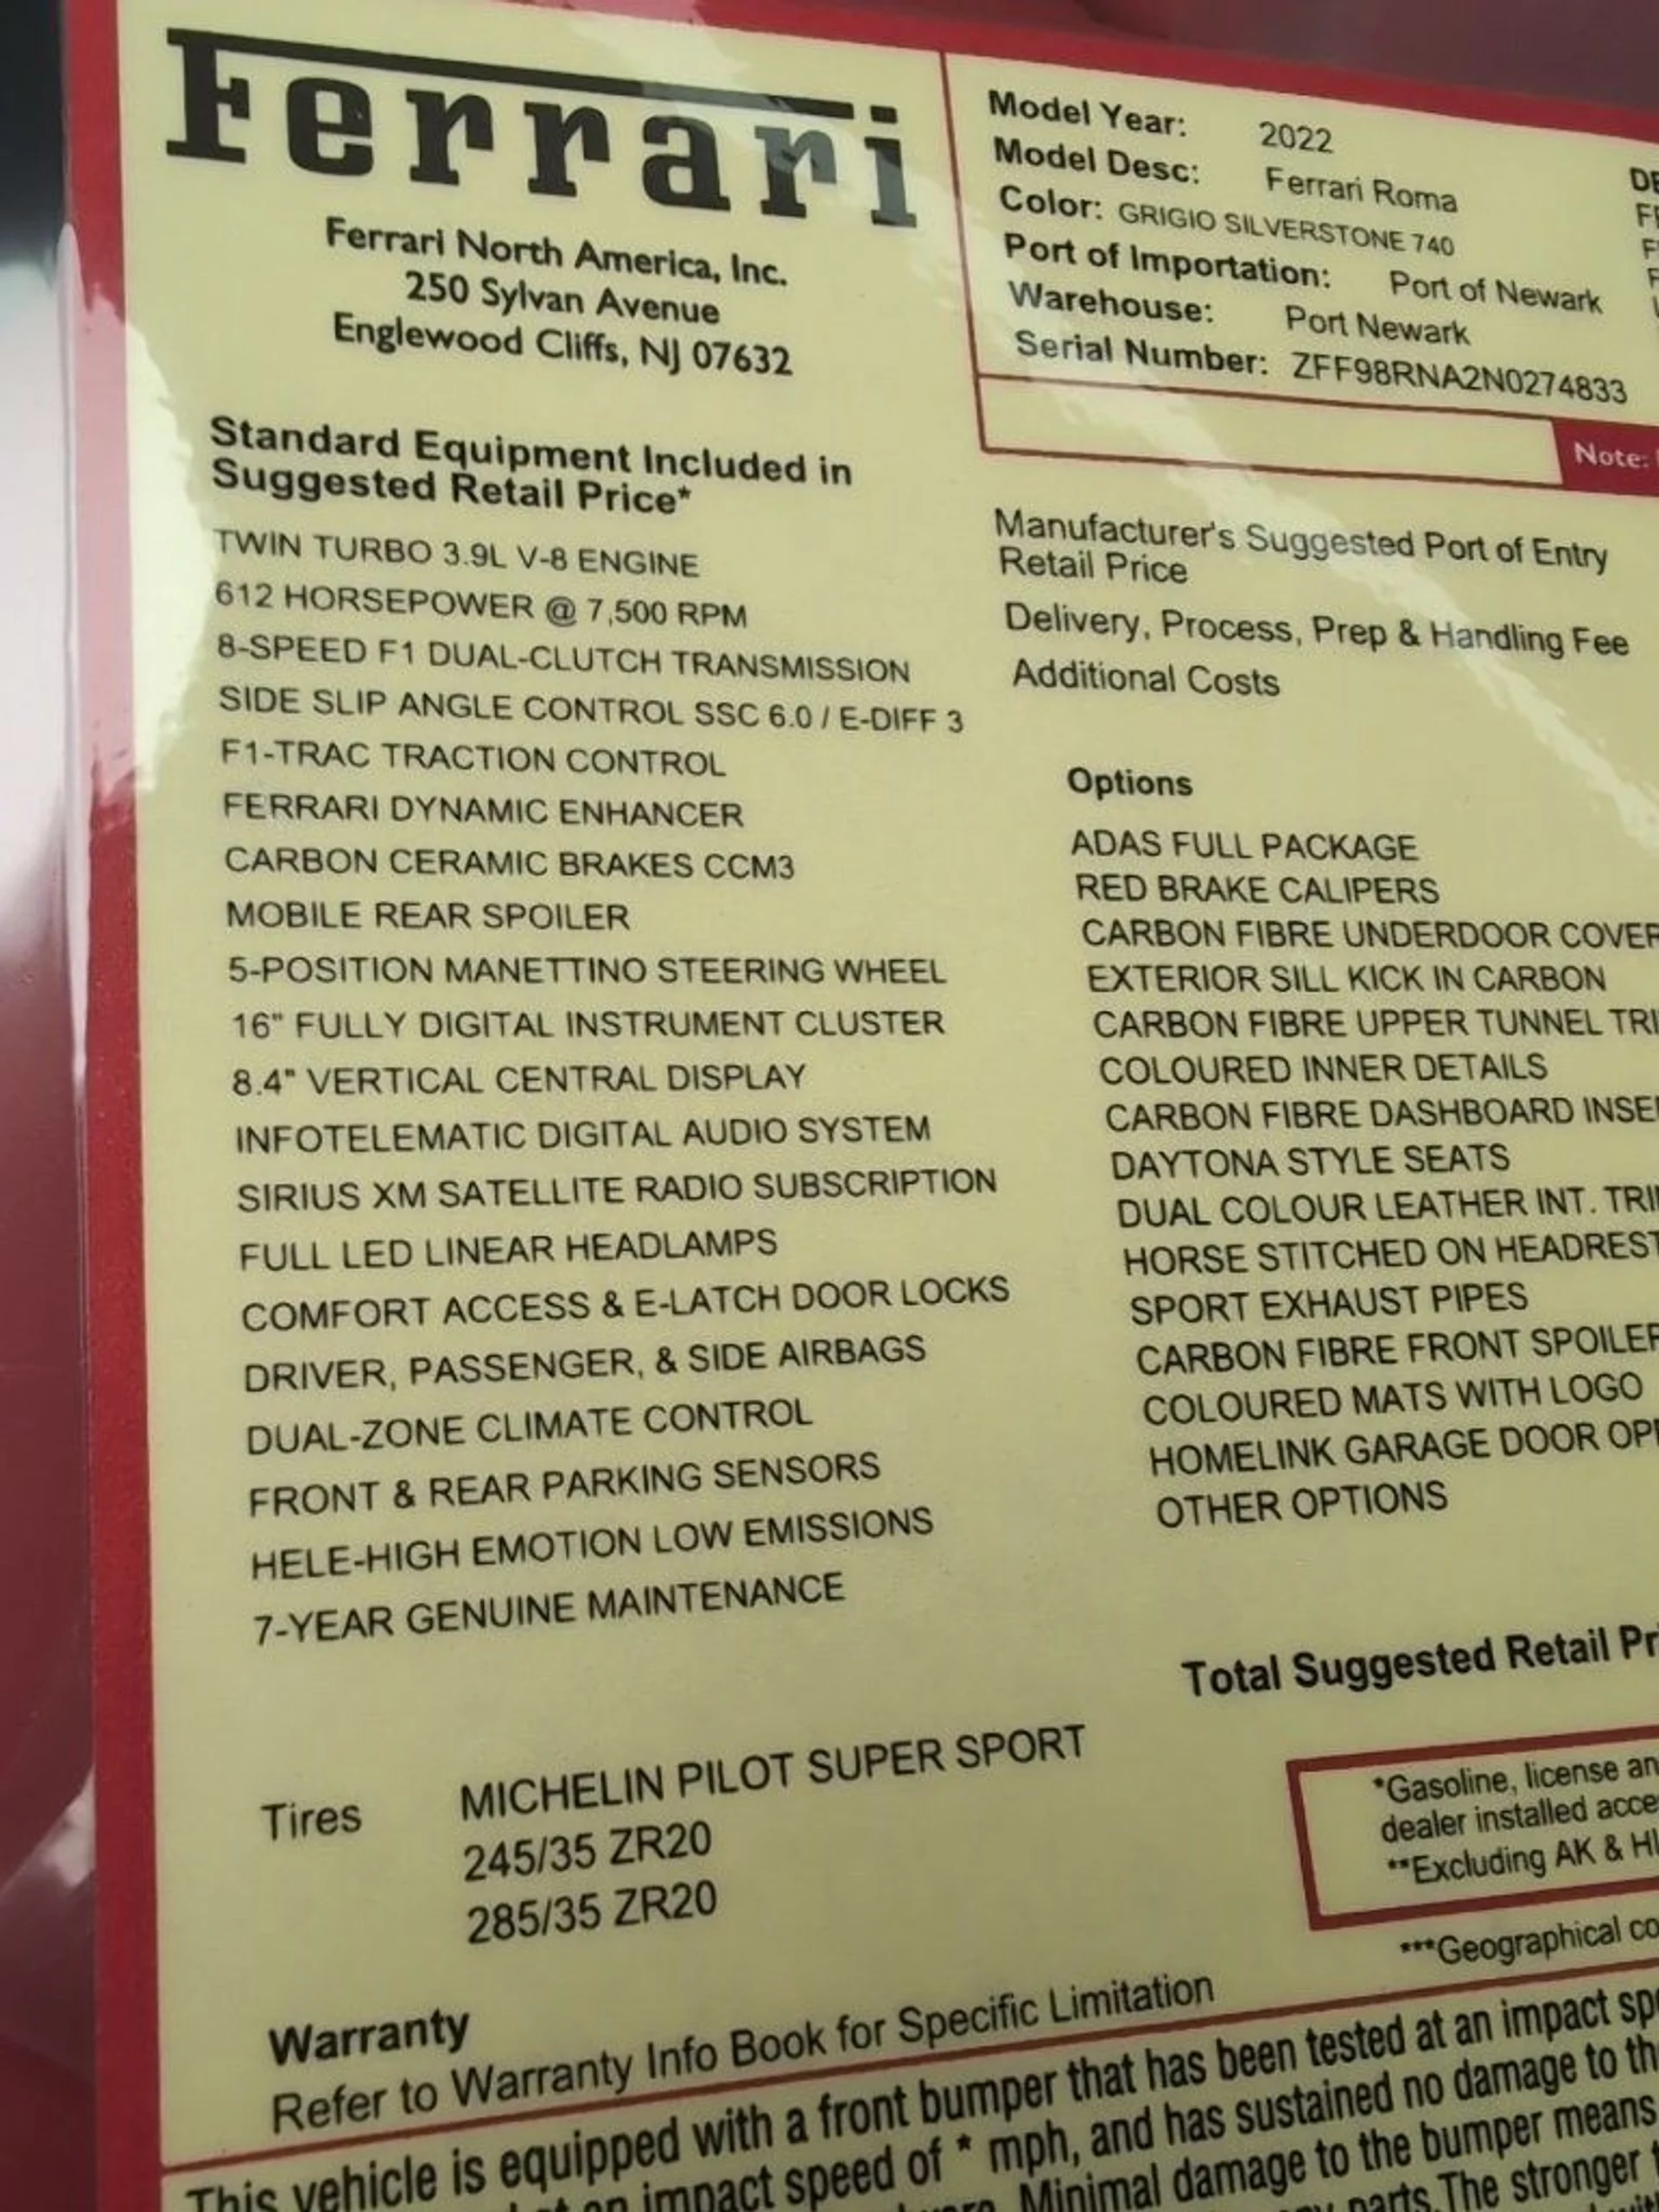 Ferrari
Ferrari North America, Inc.
250 Sylvan Avenue
Englewood Cliffs, NJ 07632
Model Year: 2022
Model Desc: Ferrari Roma
Color: GRIGIO SILVERSTONE 740
Port of Importation: Port of Newark
Warehouse: Port Newark
Serial Number: ZFF98RNA2N0274833
Note:
Standard Equipment Included in
Suggested Retail Price*
TWIN TURBO 3.9L V-8 ENGINE
612 HORSEPOWER @ 7,500 RPM
8-SPEED F1 DUAL-CLUTCH TRANSMISSION
SIDE SLIP ANGLE CONTROL SSC 6.0 / E-DIFF 3
F1-TRAC TRACTION CONTROL
FERRARI DYNAMIC ENHANCER
CARBON CERAMIC BRAKES CCM3
MOBILE REAR SPOILER
5-POSITION MANETTINO STEERING WHEEL
16" FULLY DIGITAL INSTRUMENT CLUSTER
8.4" VERTICAL CENTRAL DISPLAY
INFOTELEMATIC DIGITAL AUDIO SYSTEM
SIRIUS XM SATELLITE RADIO SUBSCRIPTION
FULL LED LINEAR HEADLAMPS
COMFORT ACCESS & E-LATCH DOOR LOCKS
DRIVER, PASSENGER, & SIDE AIRBAGS
DUAL-ZONE CLIMATE CONTROL
FRONT & REAR PARKING SENSORS
HELE-HIGH EMOTION LOW EMISSIONS
7-YEAR GENUINE MAINTENANCE
Manufacturer's Suggested Port of Entry
Retail Price
Delivery, Process, Prep & Handling Fee
Additional Costs
Options
ADAS FULL PACKAGE
RED BRAKE CALIPERS
CARBON FIBRE UNDERDOOR COVER
EXTERIOR SILL KICK IN CARBON
CARBON FIBRE UPPER TUNNEL TRI
COLOURED INNER DETAILS
CARBON FIBRE DASHBOARD INSE
DAYTONA STYLE SEATS
DUAL COLOUR LEATHER INT. TRI
HORSE STITCHED ON HEADREST
SPORT EXHAUST PIPES
CARBON FIBRE FRONT SPOILER
COLOURED MATS WITH LOGO
HOMELINK GARAGE DOOR OP
OTHER OPTIONS
Total Suggested Retail Pr
Tires MICHELIN PILOT SUPER SPORT
245/35 ZR20
285/35 ZR20
*Gasoline, license an
dealer installed acce
**Excluding AK & HI
***Geographical co
Warranty
Refer to Warranty Info Book for Specific Limitation
This vehicle is equipped with a front bumper that has been tested at an impact sp
an impact speed of * mph, and has sustained no damage to th
Minimal damage to the bumper means
parts. The stronger